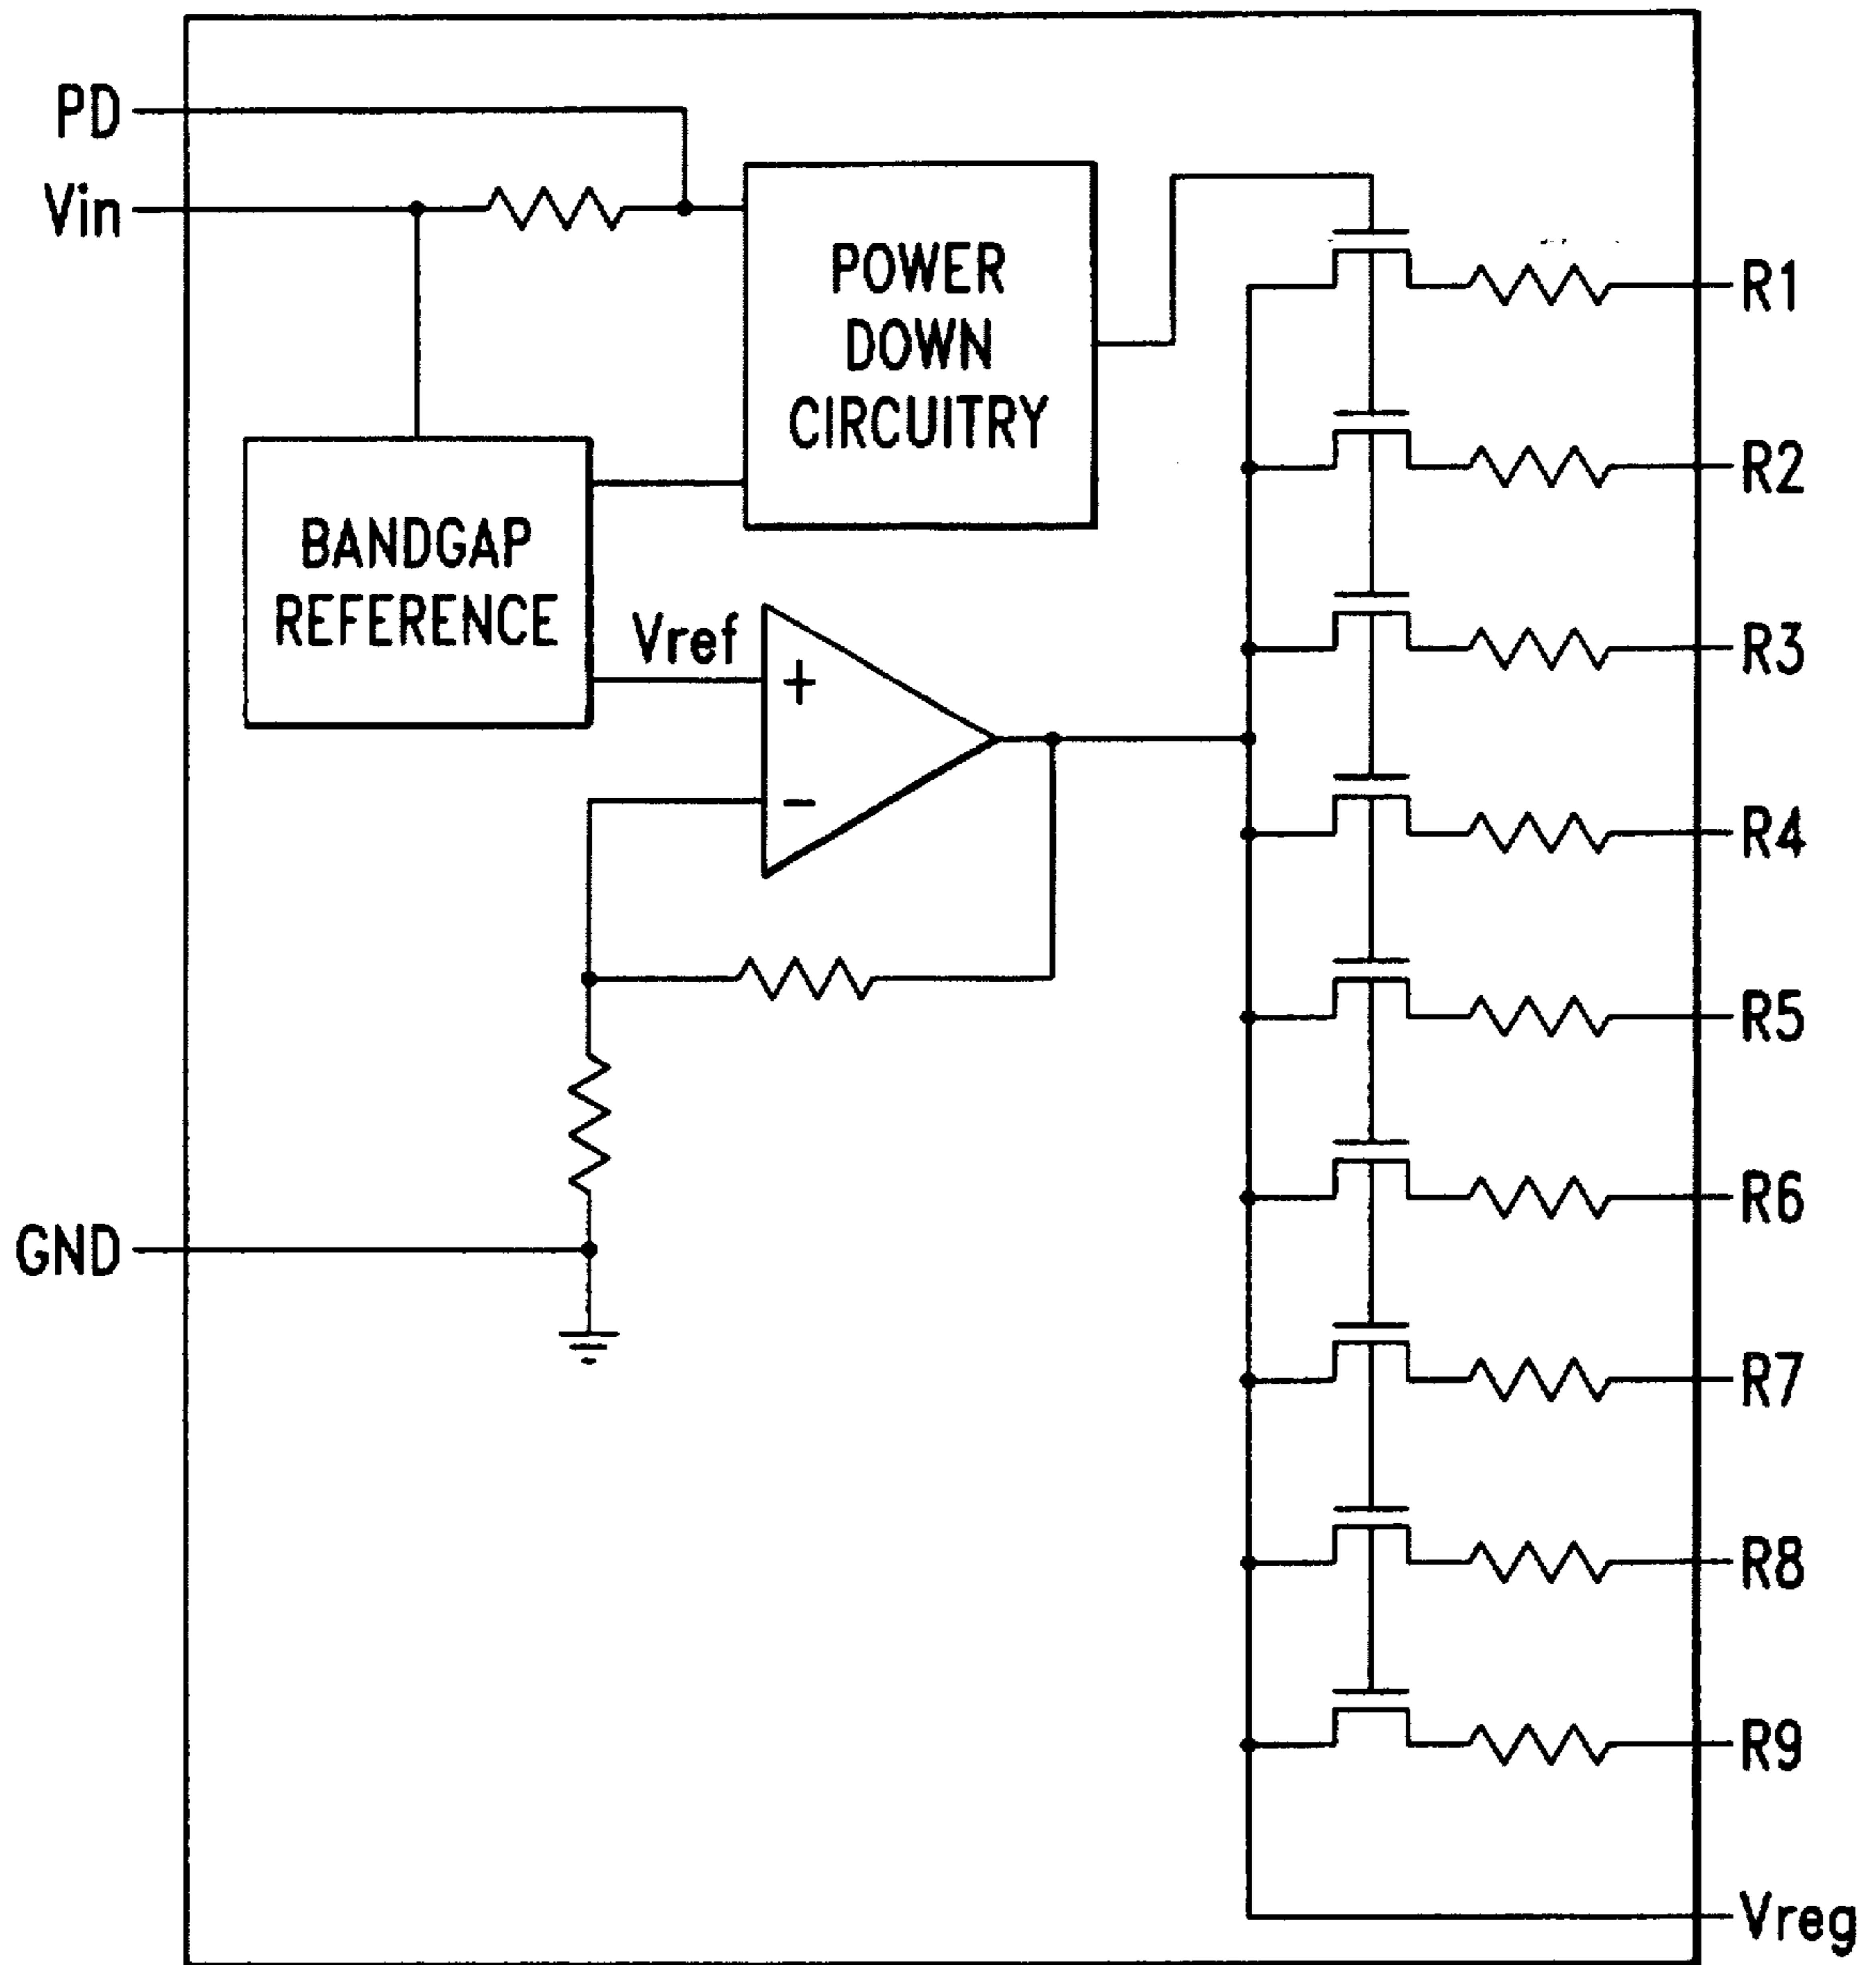 PD
Vin
POWER
DOWN
CIRCUITRY
BANDGAP
REFERENCE
Vref
+
−
GND
R1
R2
R3
R4
R5
R6
R7
R8
R9
Vreg